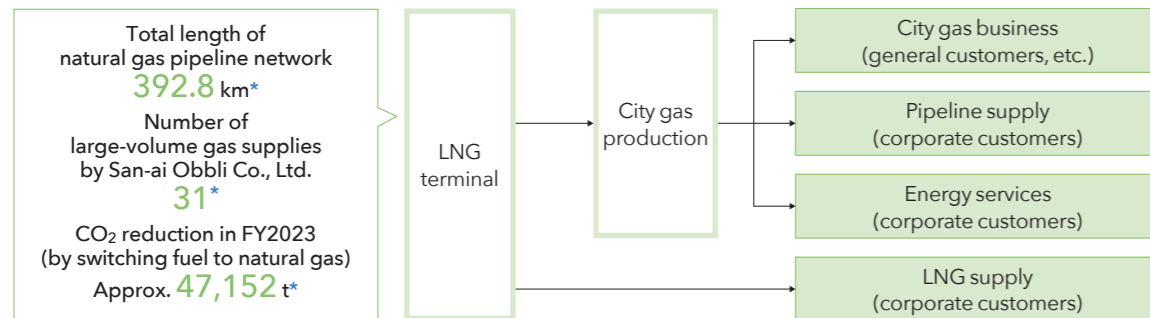 Total length of
natural gas pipeline network
392.8 km*
Number of
large-volume gas supplies
by San-ai Obbli Co., Ltd.
31*
CO₂ reduction in FY2023
(by switching fuel to natural gas)
Approx. 47,152 t*
LNG
terminal
City gas
production
City gas business
(general customers, etc.)
Pipeline supply
(corporate customers)
Energy services
(corporate customers)
LNG supply
(corporate customers)